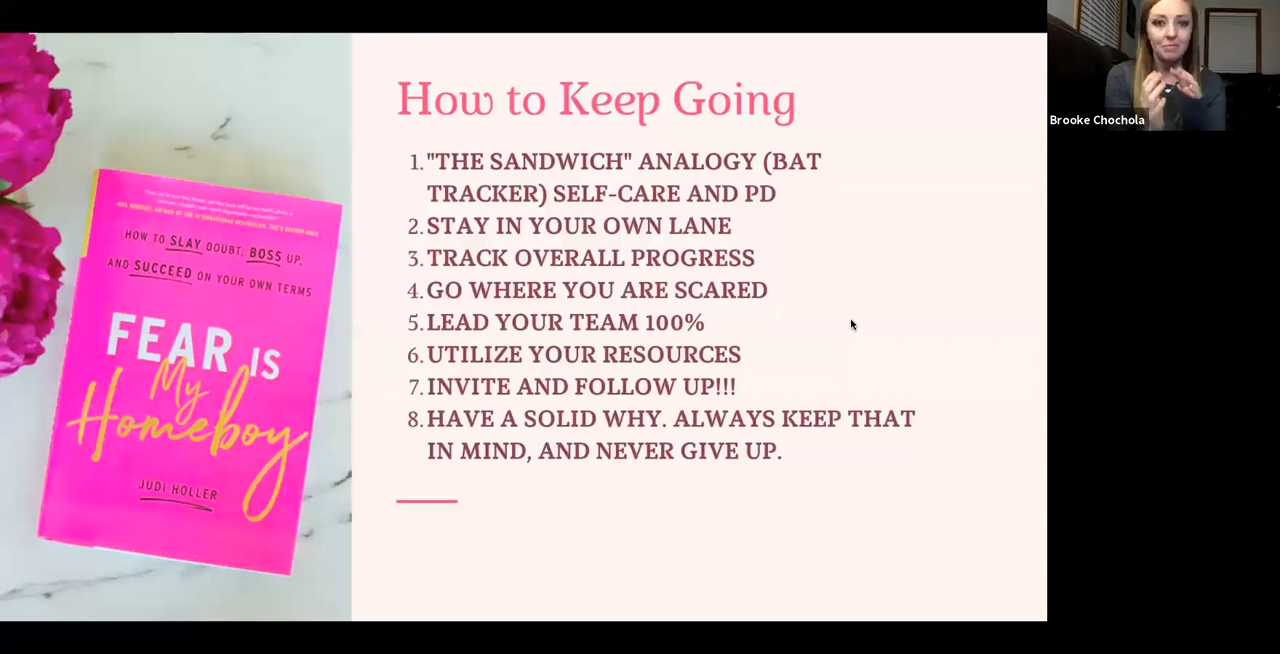 How to Keep Going
1. "THE SANDWICH" ANALOGY (BAT
TRACKER) SELF-CARE AND PD
2. STAY IN YOUR OWN LANE
3. TRACK OVERALL PROGRESS
4. GO WHERE YOU ARE SCARED
5. LEAD YOUR TEAM 100%
6. UTILIZE YOUR RESOURCES
7. INVITE AND FOLLOW UP!!!
8. HAVE A SOLID WHY. ALWAYS KEEP THAT
IN MIND, AND NEVER GIVE UP.
HOW TO SLAY DOUBT, BOSS UP,
AND SUCCEED ON YOUR OWN TERMS
FEAR IS
My
Homeboy
JUDI HOLLER
Brooke Chochola